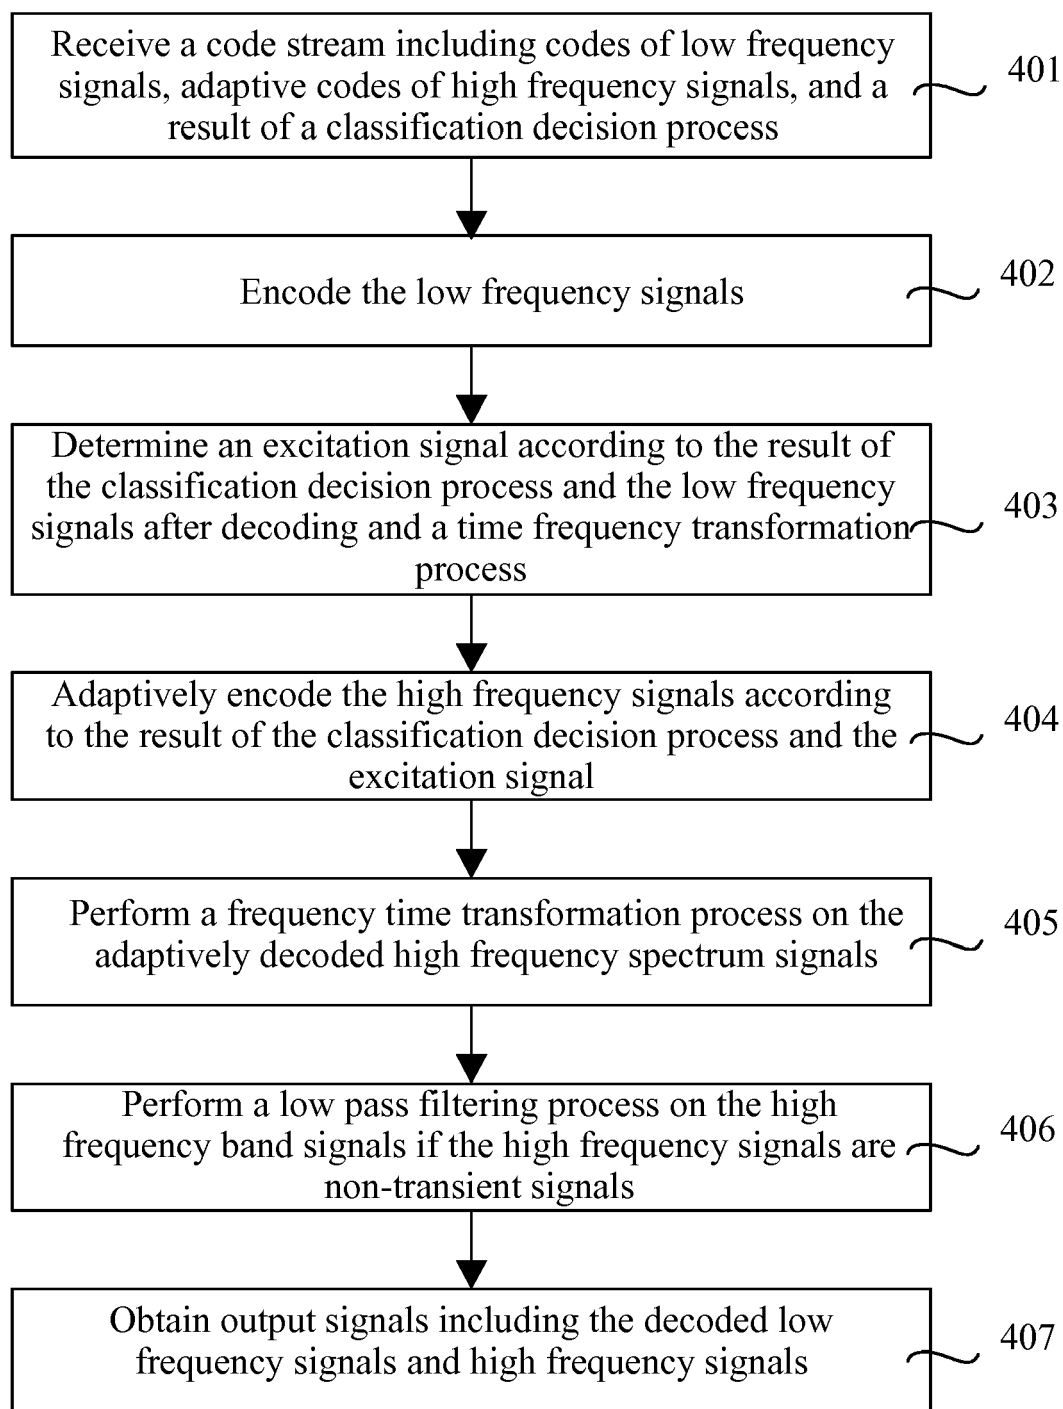 Receive a code stream including codes of low frequency
signals, adaptive codes of high frequency signals, and a
result of a classification decision process
401
Encode the low frequency signals
402
Determine an excitation signal according to the result of
the classification decision process and the low frequency
signals after decoding and a time frequency transformation
process
403
Adaptively encode the high frequency signals according
to the result of the classification decision process and the
excitation signal
404
Perform a frequency time transformation process on the
adaptively decoded high frequency spectrum signals
405
Perform a low pass filtering process on the high
frequency band signals if the high frequency signals are
non-transient signals
406
Obtain output signals including the decoded low
frequency signals and high frequency signals
407